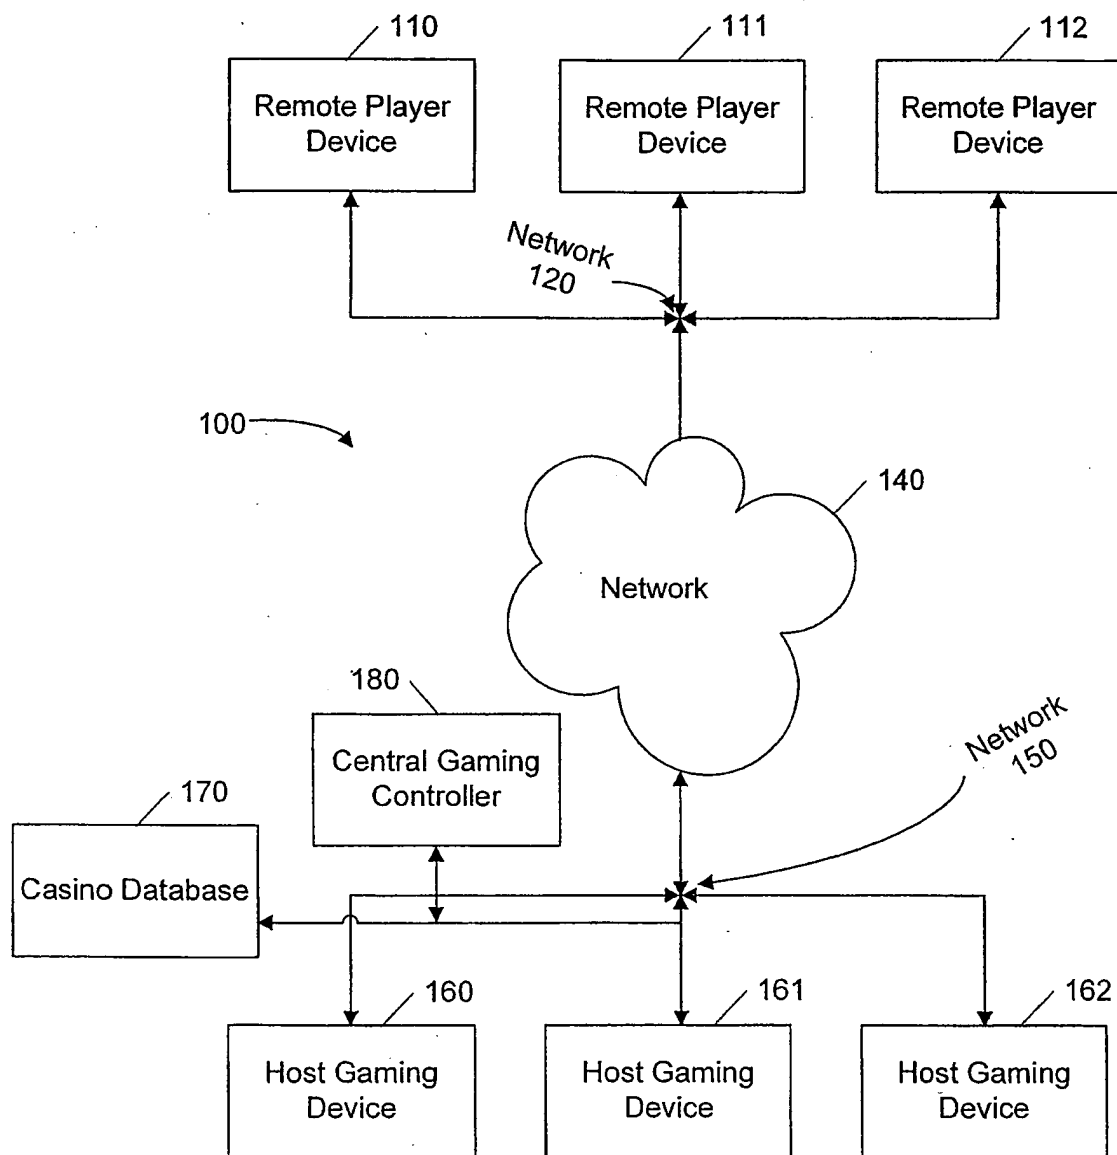 110
111
112
Remote Player
Device
Remote Player
Device
Remote Player
Device
Network
120
100
140
Network
180
Central Gaming
Controller
Network
150
170
Casino Database
160
161
162
Host Gaming
Device
Host Gaming
Device
Host Gaming
Device